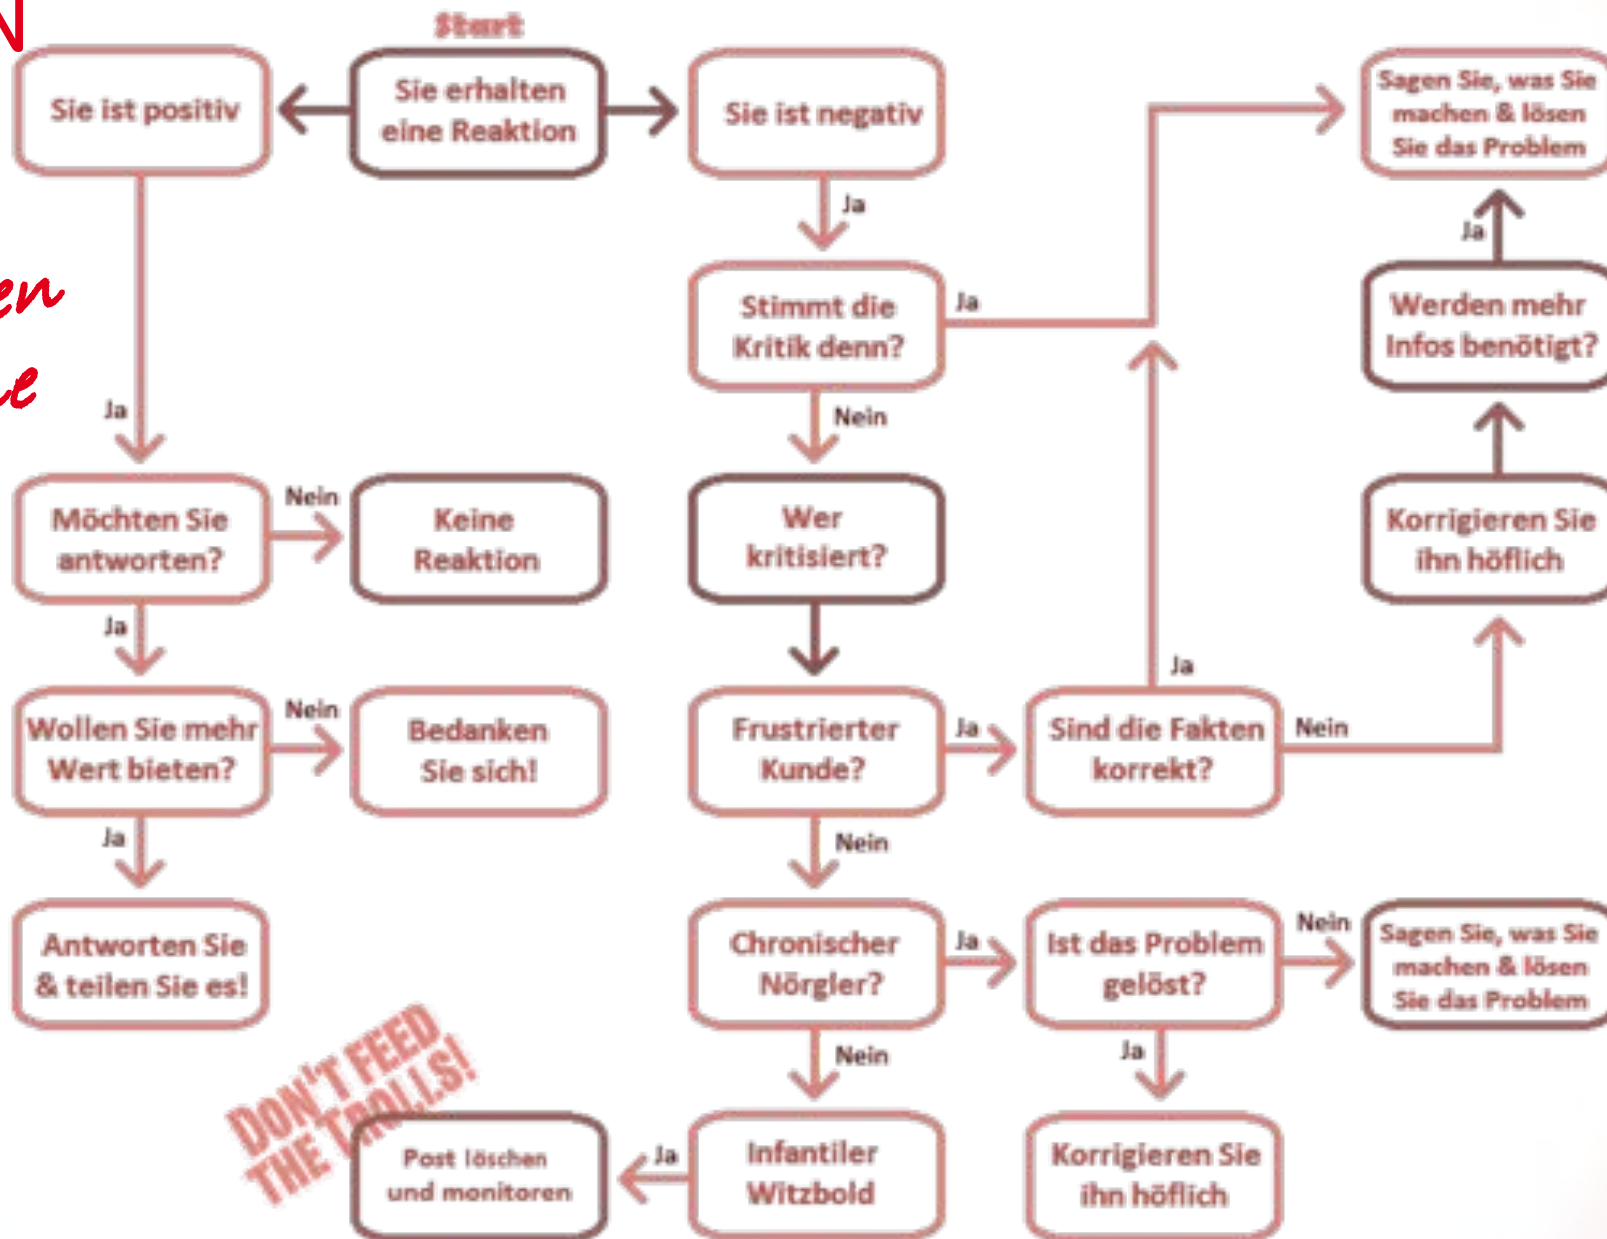 N
en
Start
Sie ist positiv
Sie erhalten
eine Reaktion
Sie ist negativ
Sagen Sie, was Sie
machen & lösen
Sie das Problem
Ja
Ja
Stimmt die
Kritik denn?
Ja
Werden mehr
Infos benötigt?
Ja
Nein
Möchten Sie
antworten?
Nein
Keine
Reaktion
Wer
kritisiert?
Korrigieren Sie
ihn höflich
Ja
Ja
Wollen Sie mehr
Wert bieten?
Nein
Bedanken
Sie sich!
Frustrierter
Kunde?
Ja
Sind die Fakten
korrekt?
Nein
Ja
Nein
Antworten Sie
& teilen Sie es!
Chronischer
Nörgler?
Ja
Ist das Problem
gelöst?
Nein
Sagen Sie, was Sie
machen & lösen
Sie das Problem
Nein
Ja
DON'T FEED
THE TROLLS!
Post löschen
und monitoren
Ja
Infantiler
Witzbold
Korrigieren Sie
ihn höflich